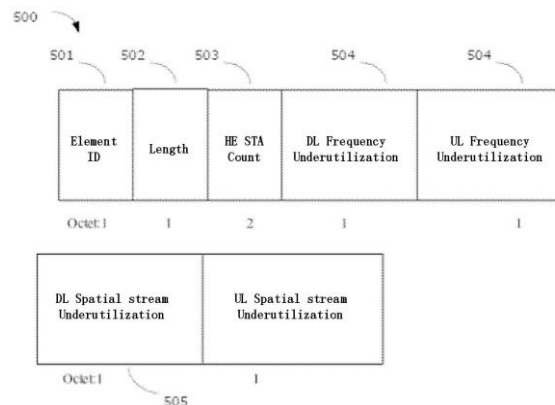 500
501 502 503 504 504
Element ID
Length
HE STA Count
DL Frequency Underutilization
UL Frequency Underutilization
Octet:1 1 2 1 1
DL Spatial stream Underutilization
UL Spatial stream Underutilization
Octet:1 1
505